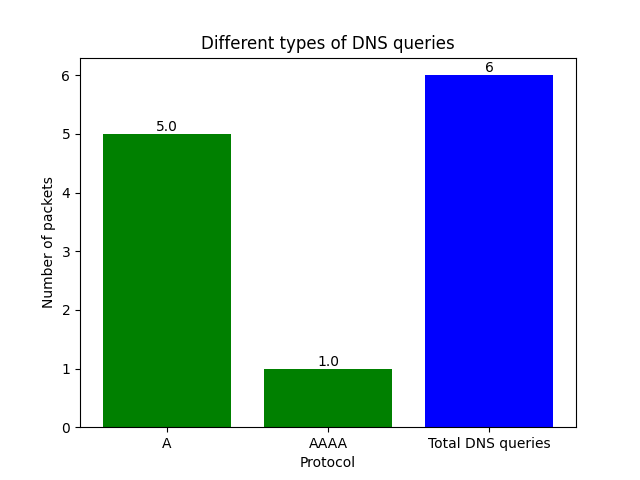 Different types of DNS queries
Number of packets
6
5
4
3
2
1
0
5.0
1.0
6
A
AAAA
Total DNS queries
Protocol